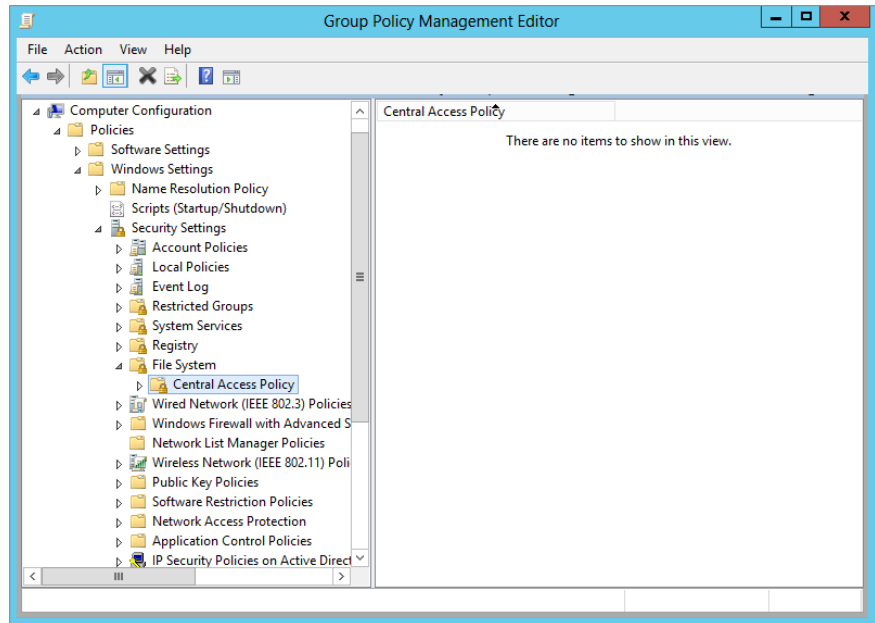 Group Policy Management Editor
File Action View Help
Computer Configuration
Policies
Software Settings
Windows Settings
Name Resolution Policy
Scripts (Startup/Shutdown)
Security Settings
Account Policies
Local Policies
Event Log
Restricted Groups
System Services
Registry
File System
Central Access Policy
Wired Network (IEEE 802.3) Policies
Windows Firewall with Advanced S
Network List Manager Policies
Wireless Network (IEEE 802.11) Poli
Public Key Policies
Software Restriction Policies
Network Access Protection
Application Control Policies
IP Security Policies on Active Direct
Central Access Policy
There are no items to show in this view.